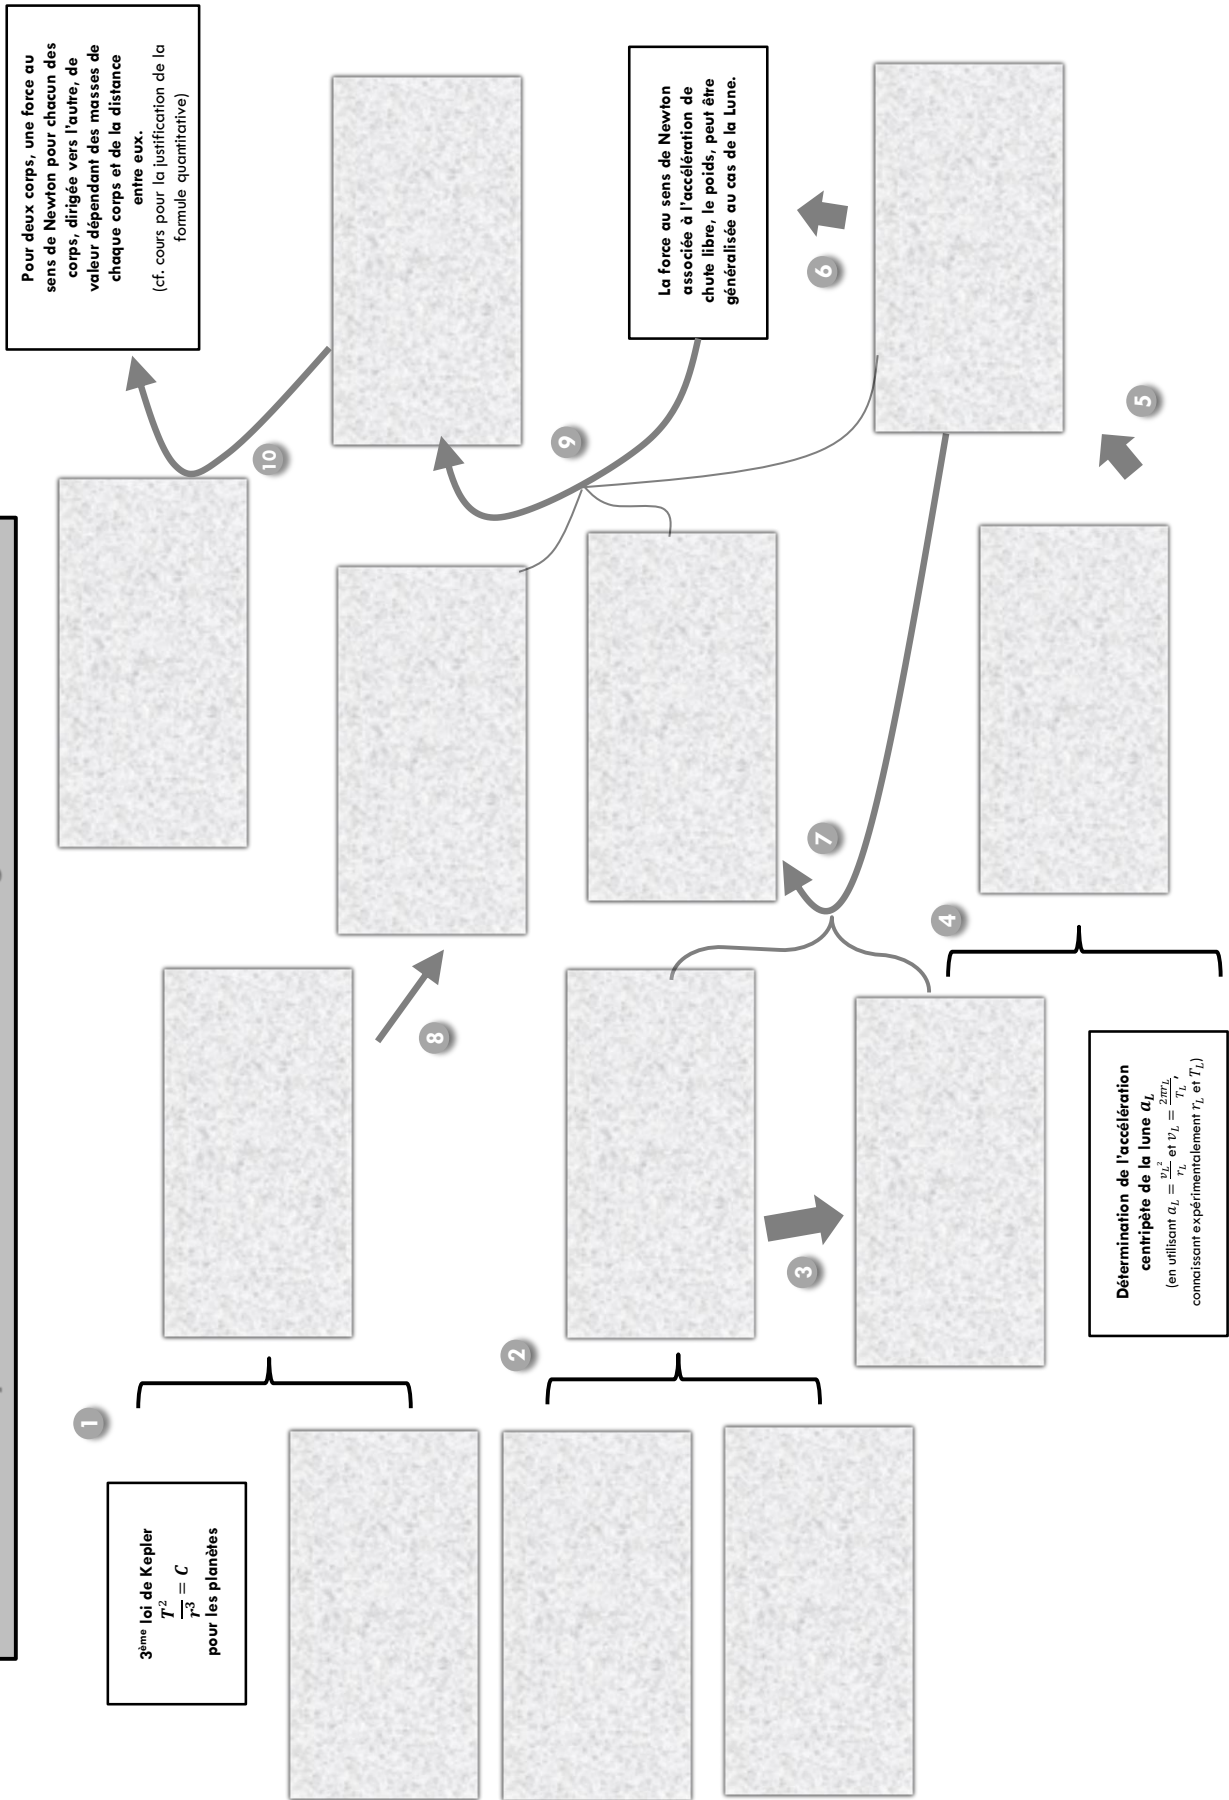 Pour deux corps, une force au
sens de Newton pour chacun des
corps, dirigée vers l'autre, de
valeur dépendant des masses de
chaque corps et de la distance
entre eux.
(cf. cours pour la justification de la
formule quantitative)
10
La force au sens de Newton
associée à l'accélération de
chute libre, le poids, peut être
généralisée au cas de la Lune.
9
6
5
8
7
4
1
2
3
3ème loi de Kepler
T²/r³ = C
pour les planètes
Détermination de l'accélération
centripète de la lune a_L
(en utilisant a_L = v_L²/r_L et v_L = 2πr_L/T_L,
connaissant expérimentalement r_L et T_L)